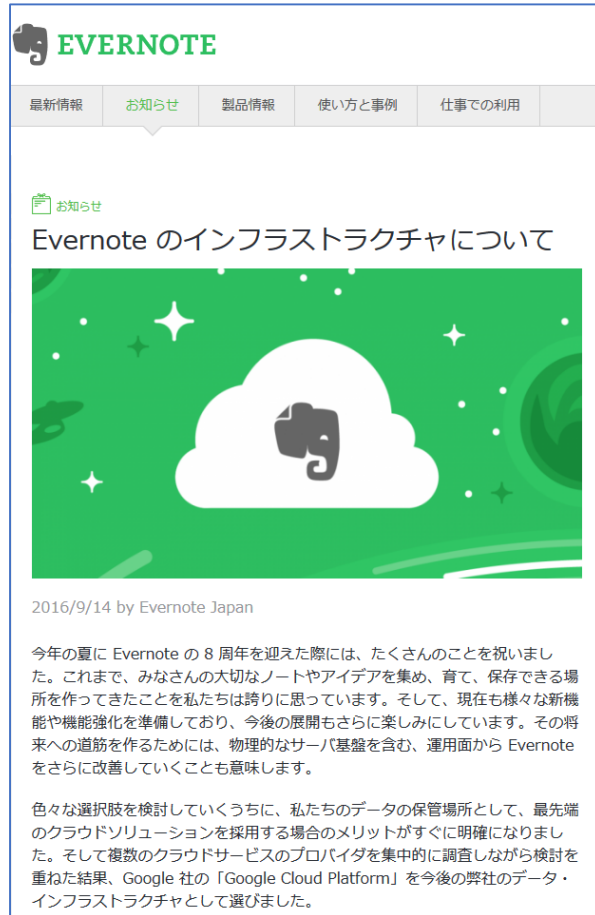 EVERNOTE
最新情報 お知らせ 製品情報 使い方と事例 仕事での利用
お知らせ
Evernote のインフラストラクチャについて
2016/9/14 by Evernote Japan
今年の夏に Evernote の 8 周年を迎えた際には、たくさんのことを祝いまし
た。これまで、みなさんの大切なノートやアイデアを集め、育て、保存できる場
所を作ってきたことを私たちは誇りに思っています。そして、現在も様々な新機
能や機能強化を準備しており、今後の展開もさらに楽しみにしています。その将
来への道筋を作るためには、物理的なサーバ基盤を含む、運用面から Evernote
をさらに改善していくことも意味します。
色々な選択肢を検討していくうちに、私たちのデータの保管場所として、最先端
のクラウドソリューションを採用する場合のメリットがすぐに明確になりまし
た。そして複数のクラウドサービスのプロバイダを集中的に調査しながら検討を
重ねた結果、Google 社の「Google Cloud Platform」を今後の弊社のデータ・
インフラストラクチャとして選びました。